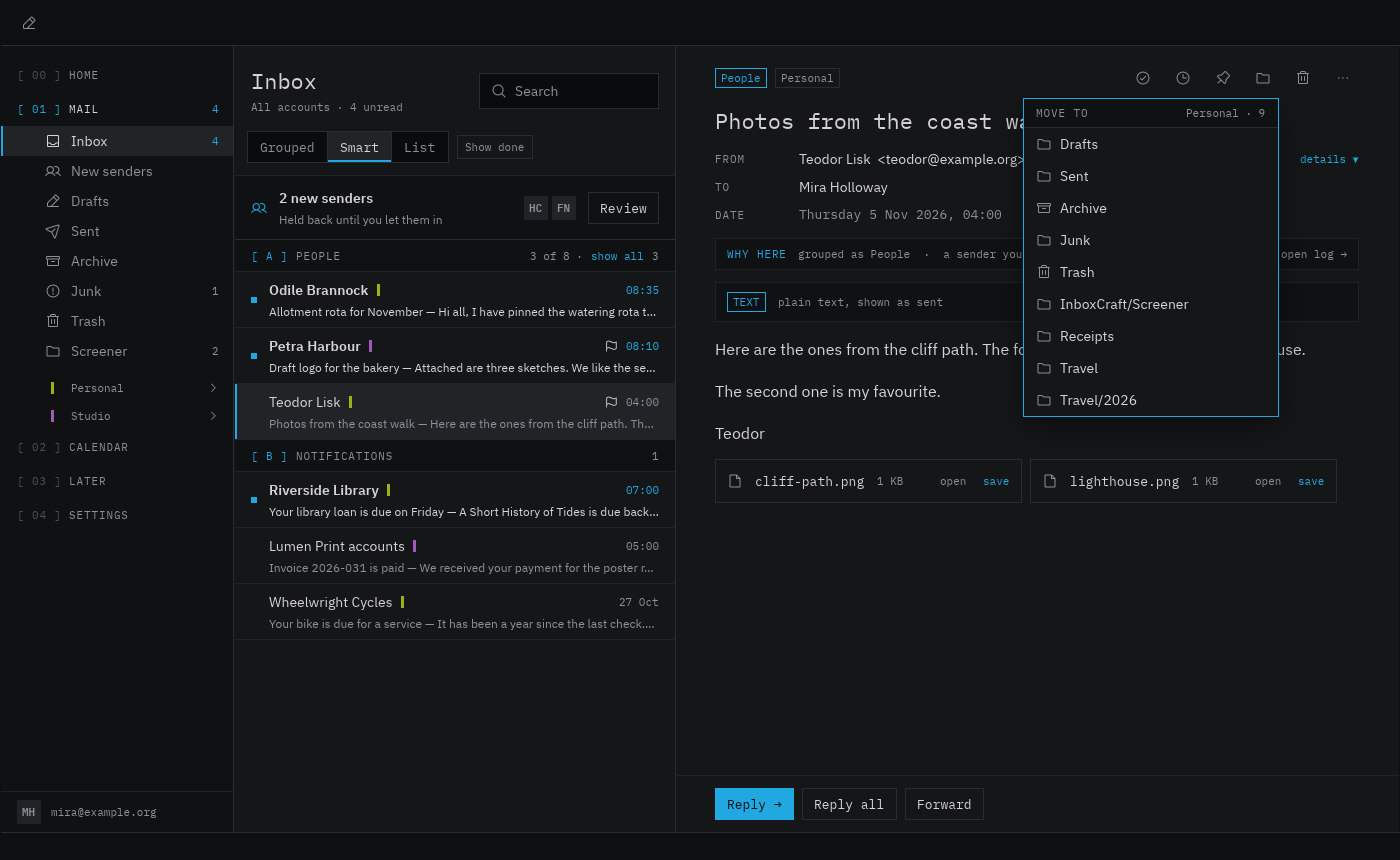 [ 00 ] HOME
[ 01 ] MAIL 4
Inbox 4
New senders
Drafts
Sent
Archive
Junk 1
Trash
Screener 2
Personal
Studio
[ 02 ] CALENDAR
[ 03 ] LATER
[ 04 ] SETTINGS
MH mira@example.org
Inbox
All accounts · 4 unread
Search
Grouped Smart List Show done
2 new senders
Held back until you let them in
HC FN Review
[ A ] PEOPLE 3 of 8 · show all 3
Odile Brannock 08:35
Allotment rota for November — Hi all, I have pinned the watering rota t…
Petra Harbour 08:10
Draft logo for the bakery — Attached are three sketches. We like the se…
Teodor Lisk 04:00
Photos from the coast walk — Here are the ones from the cliff path. Th…
[ B ] NOTIFICATIONS 1
Riverside Library 07:00
Your library loan is due on Friday — A Short History of Tides is due back…
Lumen Print accounts 05:00
Invoice 2026-031 is paid — We received your payment for the poster r…
Wheelwright Cycles 27 Oct
Your bike is due for a service — It has been a year since the last check.…
People Personal
Photos from the coast
FROM Teodor Lisk <teodor@example.org> details ▾
TO Mira Holloway
DATE Thursday 5 Nov 2026, 04:00
WHY HERE grouped as People · a sender you open log →
TEXT plain text, shown as sent
Here are the ones from the cliff path. The
The second one is my favourite.
Teodor
cliff-path.png 1 KB open save
lighthouse.png 1 KB open save
Reply → Reply all Forward
MOVE TO Personal · 9
Drafts
Sent
Archive
Junk
Trash
InboxCraft/Screener
Receipts
Travel
Travel/2026